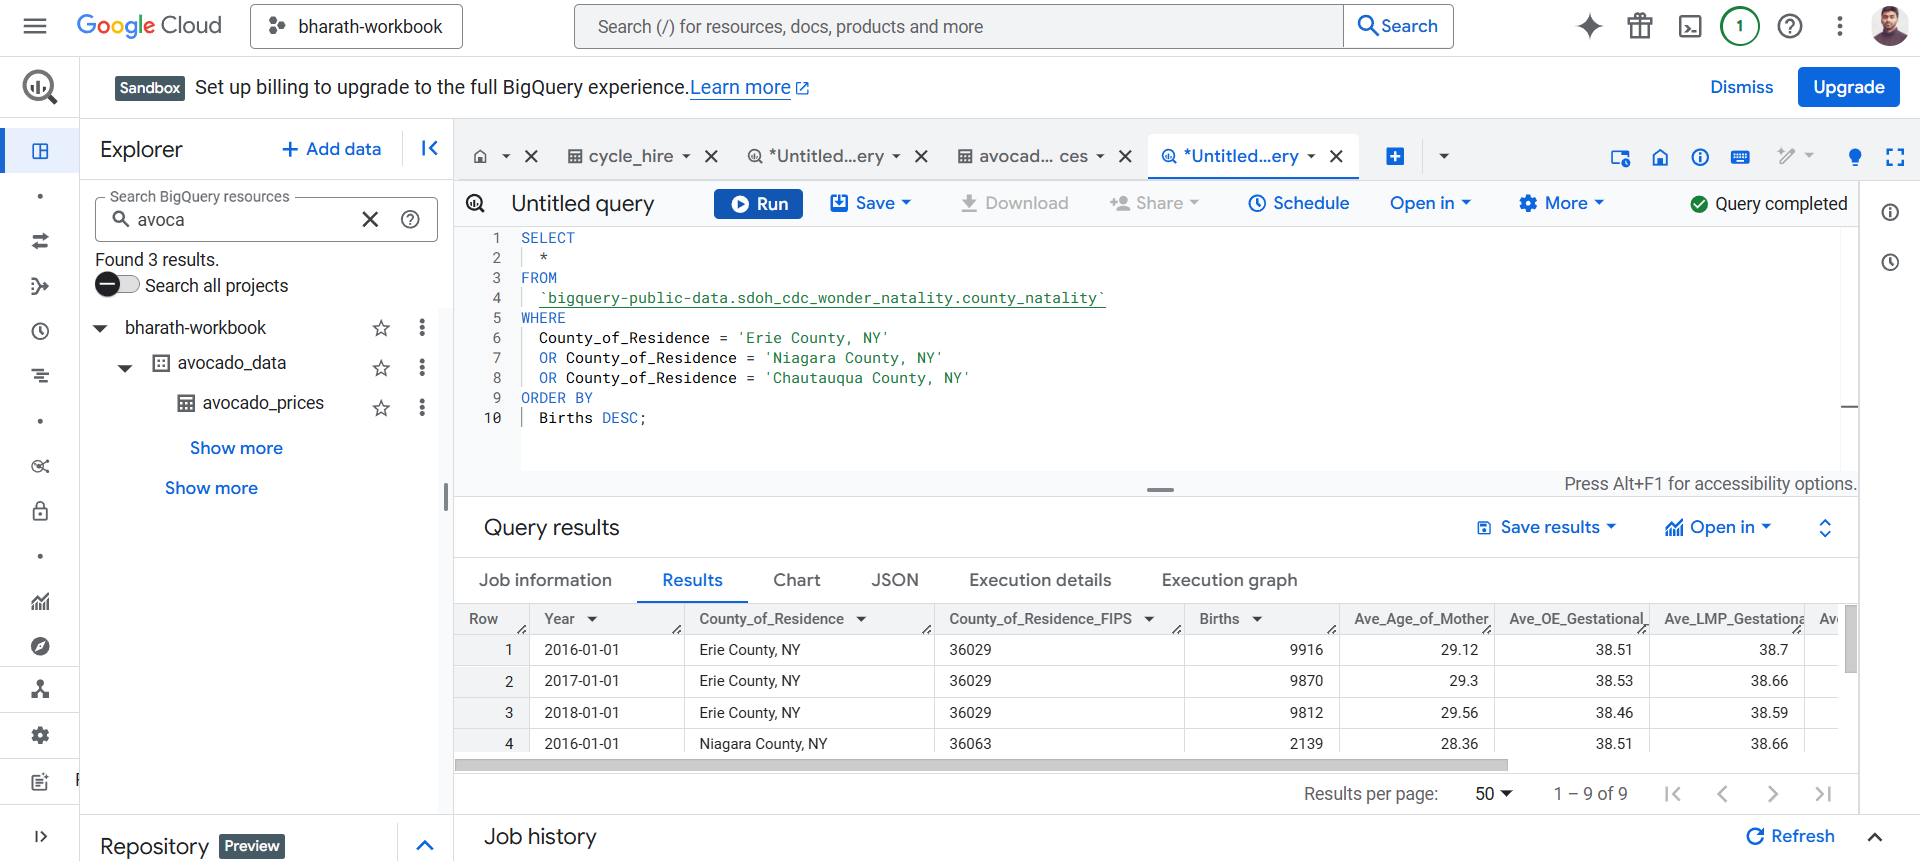 Google Cloud
bharath-workbook
Search (/) for resources, docs, products and more
Search
1
Sandbox Set up billing to upgrade to the full BigQuery experience. Learn more
Dismiss
Upgrade
Explorer
+ Add data
Search BigQuery resources
avoca
Found 3 results.
Search all projects
bharath-workbook
avocado_data
avocado_prices
Show more
Show more
Repository Preview
cycle_hire
*Untitled...ery
avocad... ces
*Untitled...ery
Untitled query
Run
Save
Download
Share
Schedule
Open in
More
Query completed
1 SELECT
2 *
3 FROM
4 `bigquery-public-data.sdoh_cdc_wonder_natality.county_natality`
5 WHERE
6 County_of_Residence = 'Erie County, NY'
7 OR County_of_Residence = 'Niagara County, NY'
8 OR County_of_Residence = 'Chautauqua County, NY'
9 ORDER BY
10 Births DESC;
Press Alt+F1 for accessibility options.
Query results
Save results
Open in
Job information Results Chart JSON Execution details Execution graph
Row Year County_of_Residence County_of_Residence_FIPS Births Ave_Age_of_Mother Ave_OE_Gestational_ Ave_LMP_Gestationa
1 2016-01-01 Erie County, NY 36029 9916 29.12 38.51 38.7
2 2017-01-01 Erie County, NY 36029 9870 29.3 38.53 38.66
3 2018-01-01 Erie County, NY 36029 9812 29.56 38.46 38.59
4 2016-01-01 Niagara County, NY 36063 2139 28.36 38.51 38.66
Results per page: 50 1 – 9 of 9
Job history
Refresh